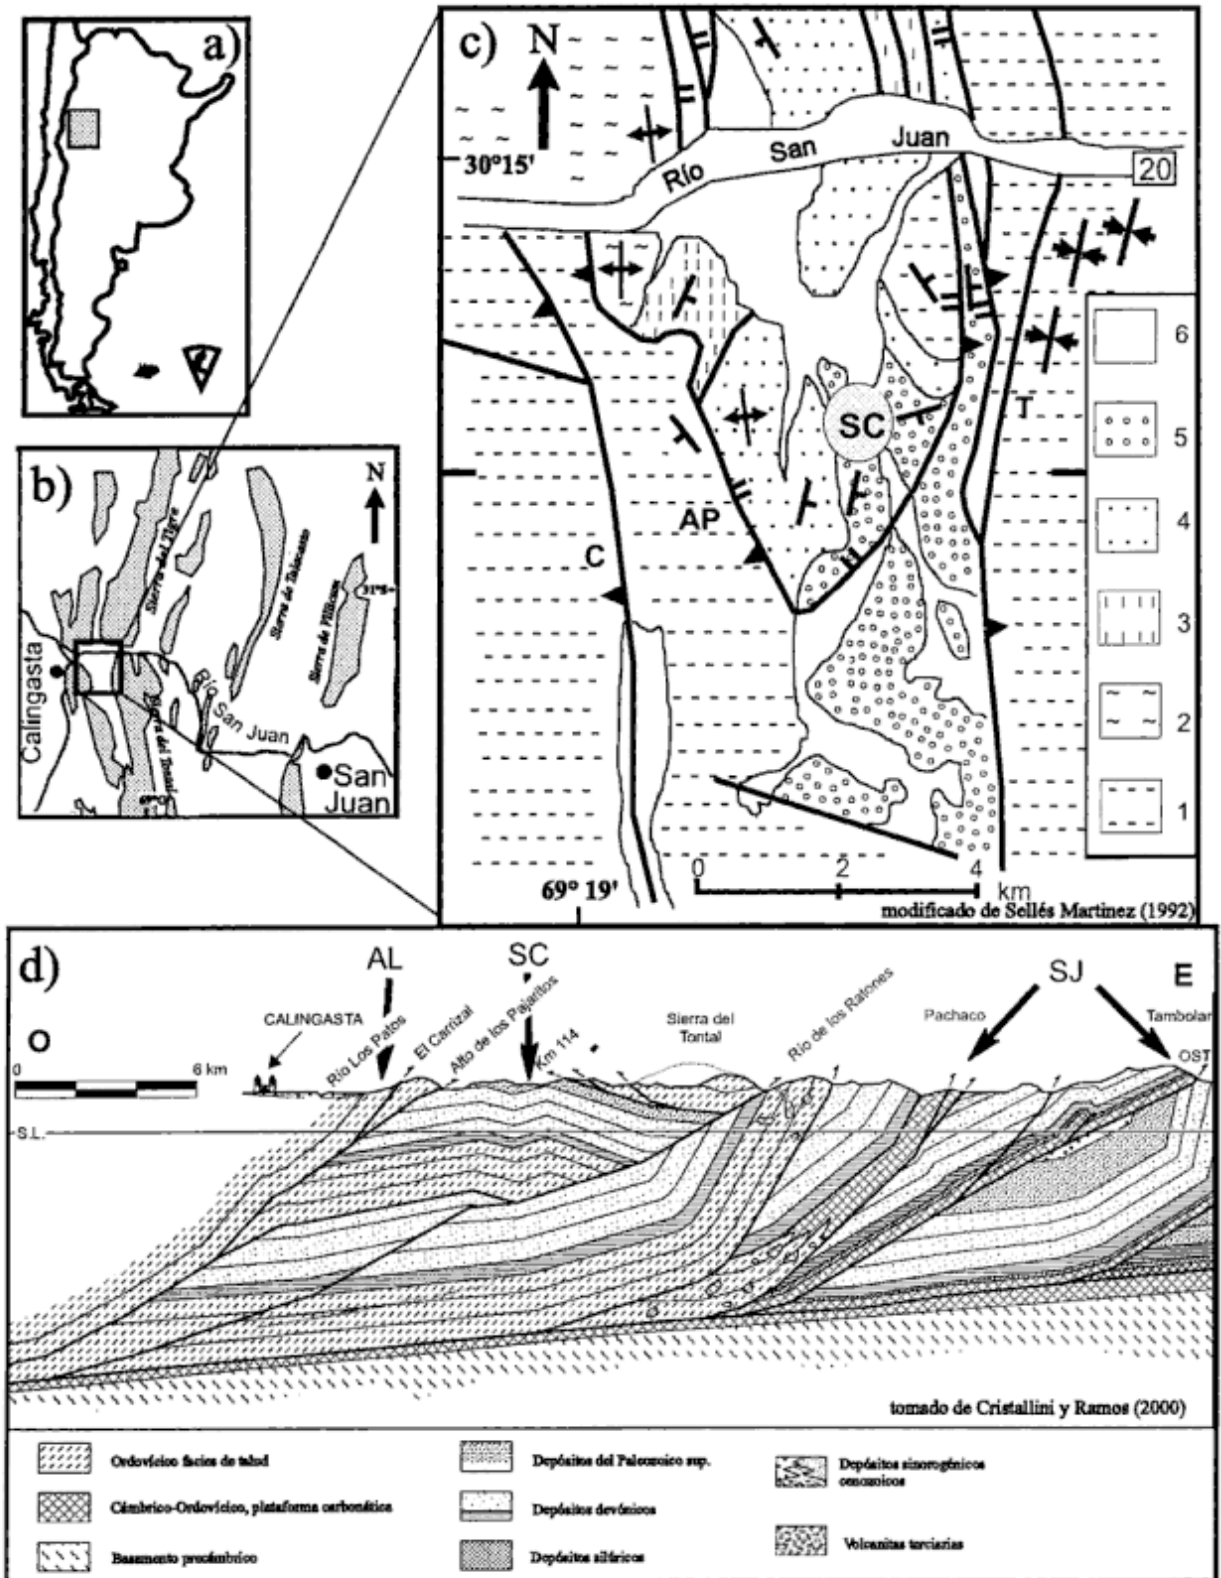 a)
b)
N
Sierra del Tigre
Sierra de Talacasto
Sierra de Villicum
31°S
Calingasta
Río
San Juan
Sierra del Tontal
69°O
San
Juan
c)
N
30°15'
Río San Juan
20
SC
T
AP
C
6
5
4
3
2
1
69° 19'
0 2 4
km
modificado de Sellés Martinez (1992)
d)
AL
SC
SJ
E
O
CALINGASTA
Río Los Patos
El Carrizal
Alto de los Pajaritos
Km 114
Sierra del
Tontal
Río de los Ratones
Pachaco
Tambolar
OST
0 6 km
S.L.
tomado de Cristallini y Ramos (2000)
Ordovícico facies de talud
Cámbrico-Ordovícico, plataforma carbonática
Basamento precámbrico
Depósitos del Paleozoico sup.
Depósitos devónicos
Depósitos silúricos
Depósitos sinorogénicos
cenozoicos
Volcanitas terciarias